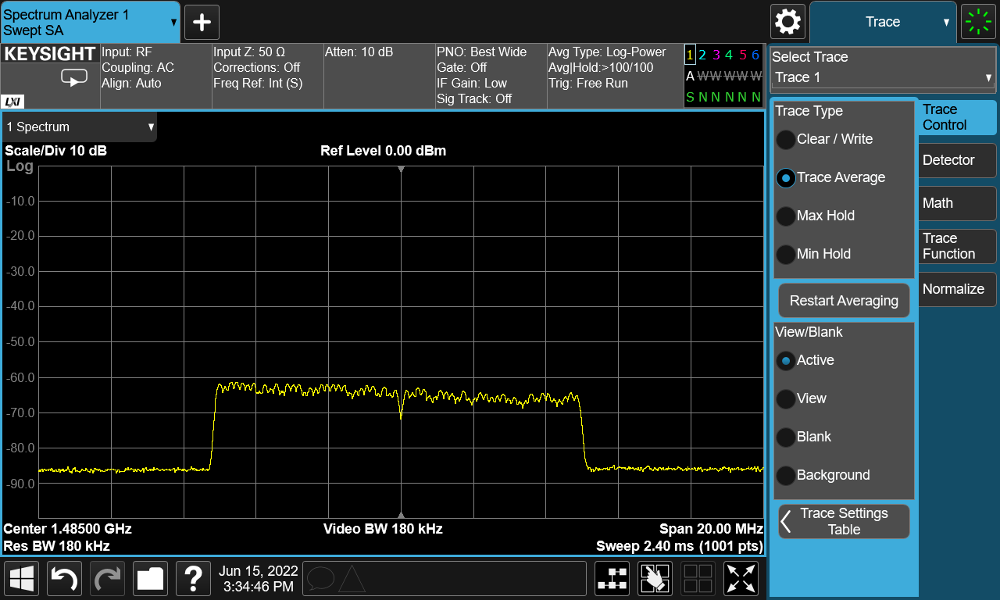 Spectrum Analyzer 1
Swept SA
Trace
KEYSIGHT
LXI
Input: RF
Coupling: AC
Align: Auto
Input Z: 50 Ω
Corrections: Off
Freq Ref: Int (S)
Atten: 10 dB
PNO: Best Wide
Gate: Off
IF Gain: Low
Sig Track: Off
Avg Type: Log-Power
Avg|Hold:>100/100
Trig: Free Run
1 2 3 4 5 6
A W W W W W
S N N N N N
Select Trace
Trace 1
1 Spectrum
Scale/Div 10 dB
Ref Level 0.00 dBm
Log
-10.0
-20.0
-30.0
-40.0
-50.0
-60.0
-70.0
-80.0
-90.0
Center 1.48500 GHz
Video BW 180 kHz
Span 20.00 MHz
Res BW 180 kHz
Sweep 2.40 ms (1001 pts)
Trace Type
Clear / Write
Trace Average
Max Hold
Min Hold
Restart Averaging
View/Blank
Active
View
Blank
Background
Trace Settings
Table
Trace
Control
Detector
Math
Trace
Function
Normalize
?
Jun 15, 2022
3:34:46 PM